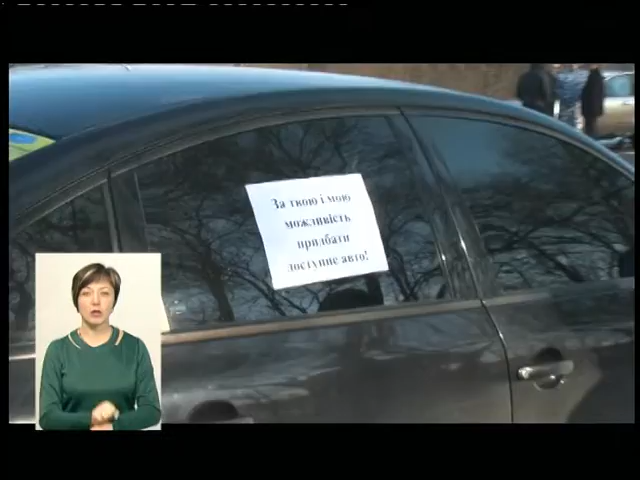 За твою і мою
можливість
придбати
доступне авто!